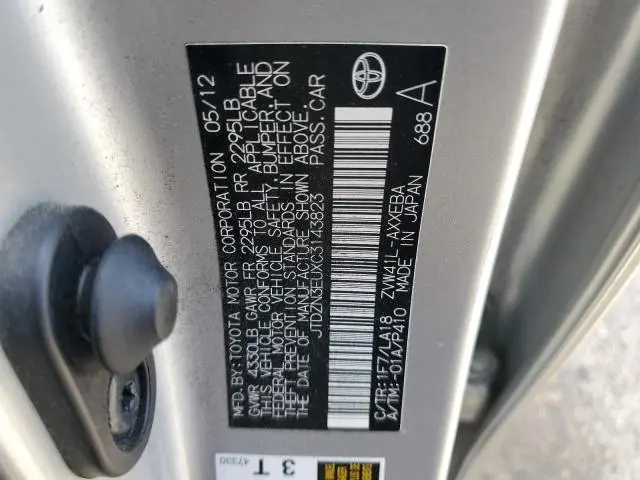 MFD.BY:TOYOTA MOTOR CORPORATION 05/12
GVWR 4330LB GAWR FR 2295LB RR 2295LB
THIS VEHICLE CONFORMS TO ALL APPLICABLE
FEDERAL MOTOR VEHICLE SAFETY,BUMPER,AND
THEFT PREVENTION STANDARDS IN EFFECT ON
THE DATE OF MANUFACTURE SHOWN ABOVE.
JTDZN3EUXC3143823 PASS.CAR
C/TR:1F7/LA18 ZVW41L-AXXEBA
A/TM:-01A/P410 MADE IN JAPAN 688 A
3 T
47330